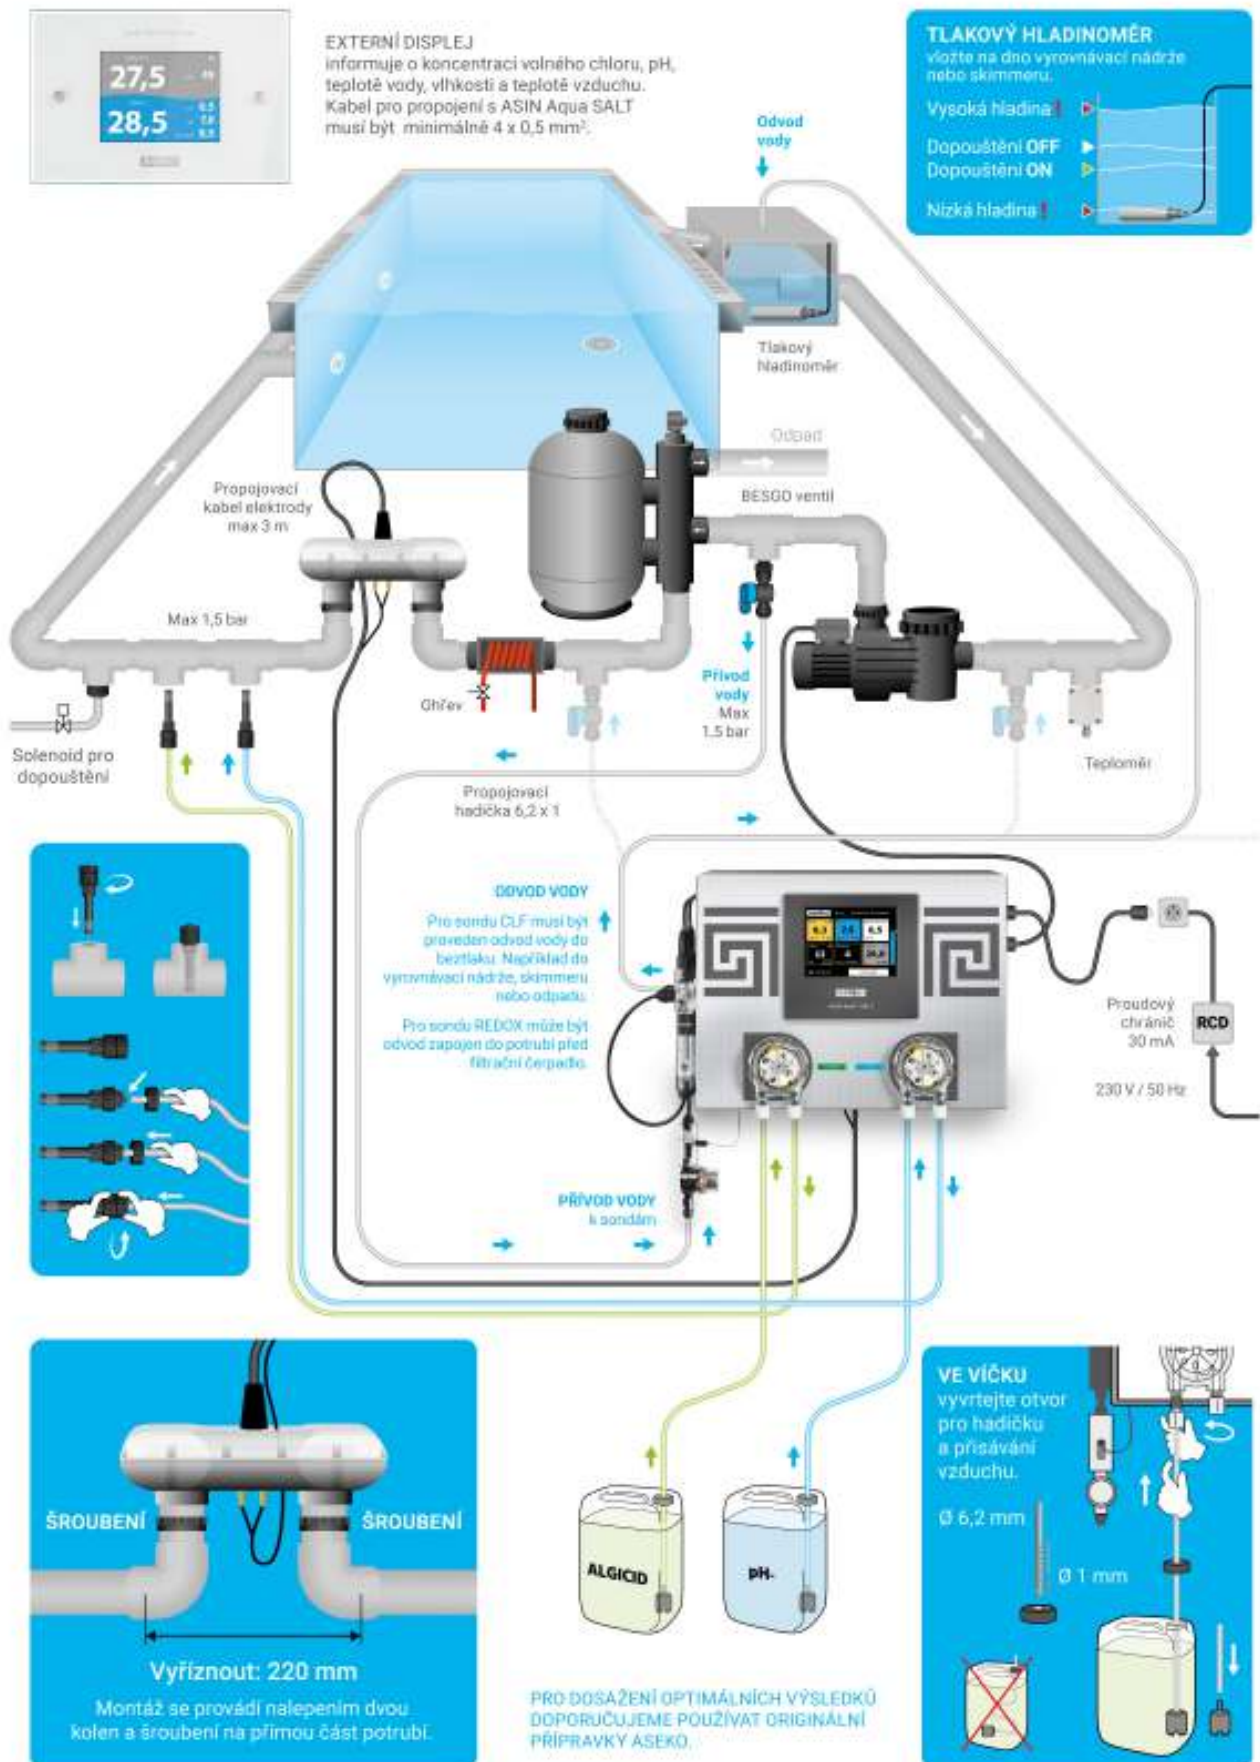 27,5
28,5
EXTERNÍ DISPLEJ
informuje o koncentraci volného chloru, pH,
teplotě vody, vlhkosti a teplotě vzduchu.
Kabel pro propojení s ASIN Aqua SALT
musí být minimálně 4 x 0,5 mm².
TLAKOVÝ HLADINOMĚR
vložte na dno vyrovnávací nádrže
nebo skimmeru.
Vysoká hladina!
Dopouštění OFF
Dopouštění ON
Nízká hladina!
Odvod
vody
Tlakový
hladinoměr
Odpad
BESGO ventil
Propojovací
kabel elektrody
max 3 m
Max 1,5 bar
Ohřev
Přívod
vody
Max
1.5 bar
Solenoid pro
dopouštění
Teploměr
Propojovací
hadička 6,2 x 1
ODVOD VODY
Pro sondu CLF musí být
proveden odvod vody do
beztlaku. Například do
vyrovnávací nádrže, skimmeru
nebo odpadu.
Pro sondu REDOX může být
odvod zapojen do potrubí před
filtrační čerpadlo.
Proudový
chránič
30 mA
RCD
230 V / 50 Hz
PŘÍVOD VODY
k sondám
ŠROUBENÍ
ŠROUBENÍ
Vyříznout: 220 mm
Montáž se provádí nalepením dvou
kolen a šroubení na přímou část potrubí.
ALGICID
pH-
PRO DOSAŽENÍ OPTIMÁLNÍCH VÝSLEDKŮ
DOPORUČUJEME POUŽÍVAT ORIGINÁLNÍ
PŘÍPRAVKY ASEKO.
VE VÍČKU
vyvrtejte otvor
pro hadičku
a přisávání
vzduchu.
Ø 6,2 mm
Ø 1 mm